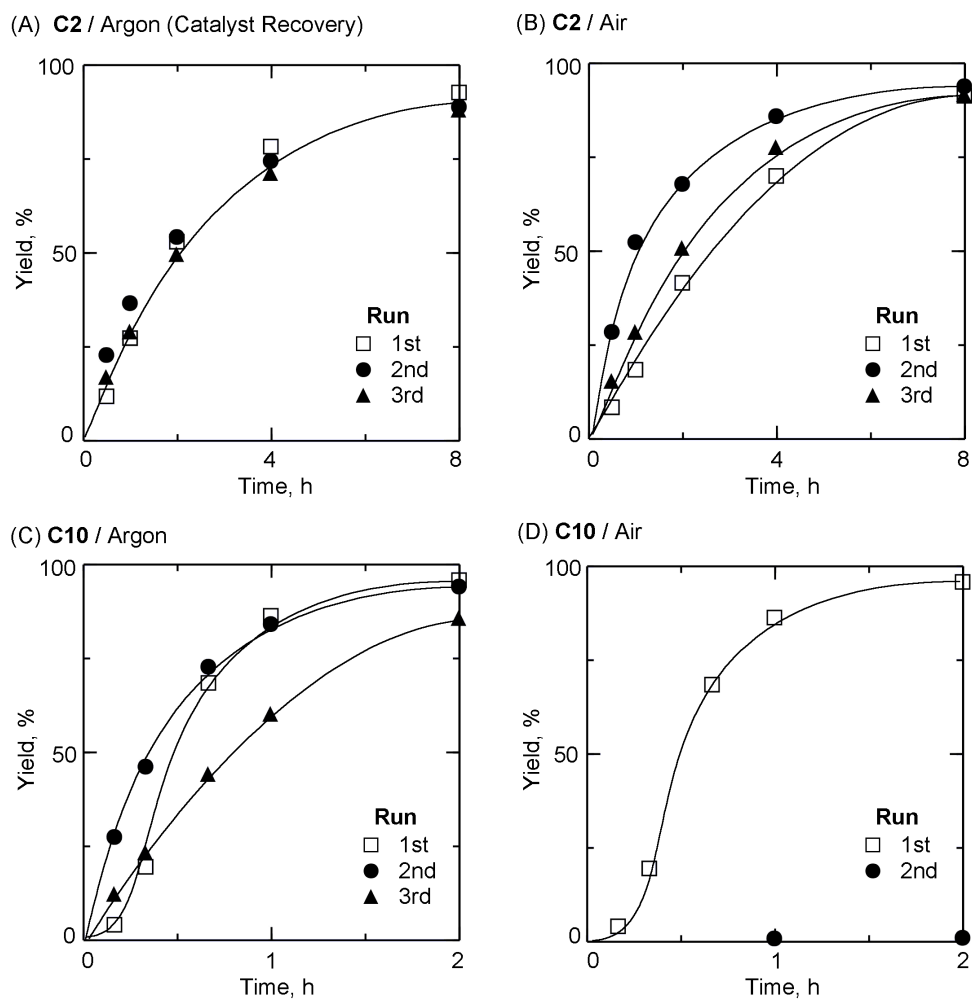 (A) C2 / Argon (Catalyst Recovery)
100
50
0
Yield, %
0 4 8
Time, h
Run
1st
2nd
3rd
(B) C2 / Air
100
50
0
Yield, %
0 4 8
Time, h
Run
1st
2nd
3rd
(C) C10 / Argon
100
50
0
Yield, %
0 1 2
Time, h
Run
1st
2nd
3rd
(D) C10 / Air
100
50
0
Yield, %
0 1 2
Time, h
Run
1st
2nd